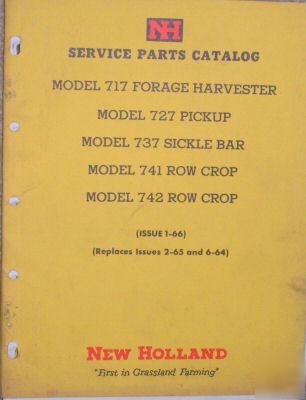 NH
SERVICE PARTS CATALOG
MODEL 717 FORAGE HARVESTER
MODEL 727 PICKUP
MODEL 737 SICKLE BAR
MODEL 741 ROW CROP
MODEL 742 ROW CROP
(ISSUE 1-66)
(Replaces Issues 2-65 and 6-64)
NEW HOLLAND
"First in Grassland Farming"